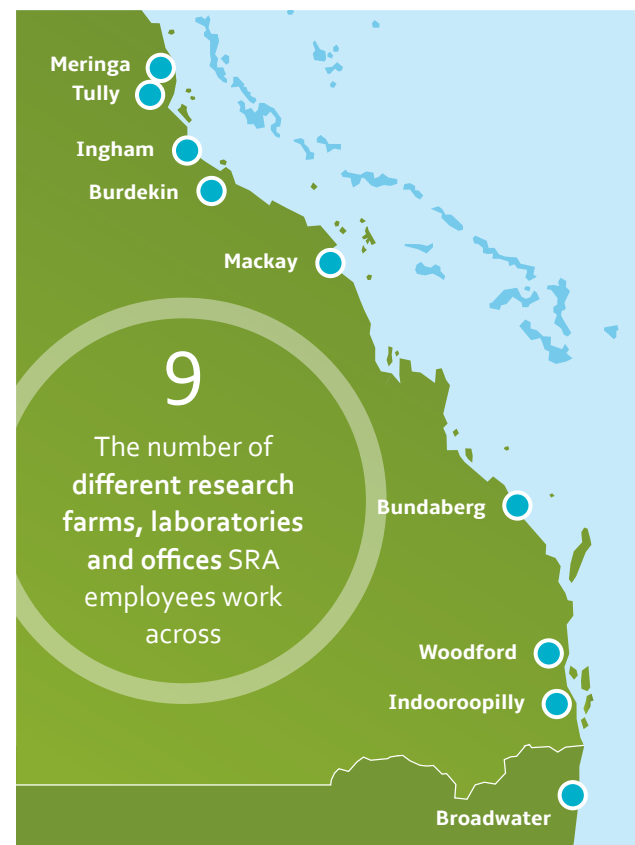 Meringa
Tully
Ingham
Burdekin
Mackay
9
The number of
different research
farms, laboratories
and offices SRA
employees work
across
Bundaberg
Woodford
Indooroopilly
Broadwater